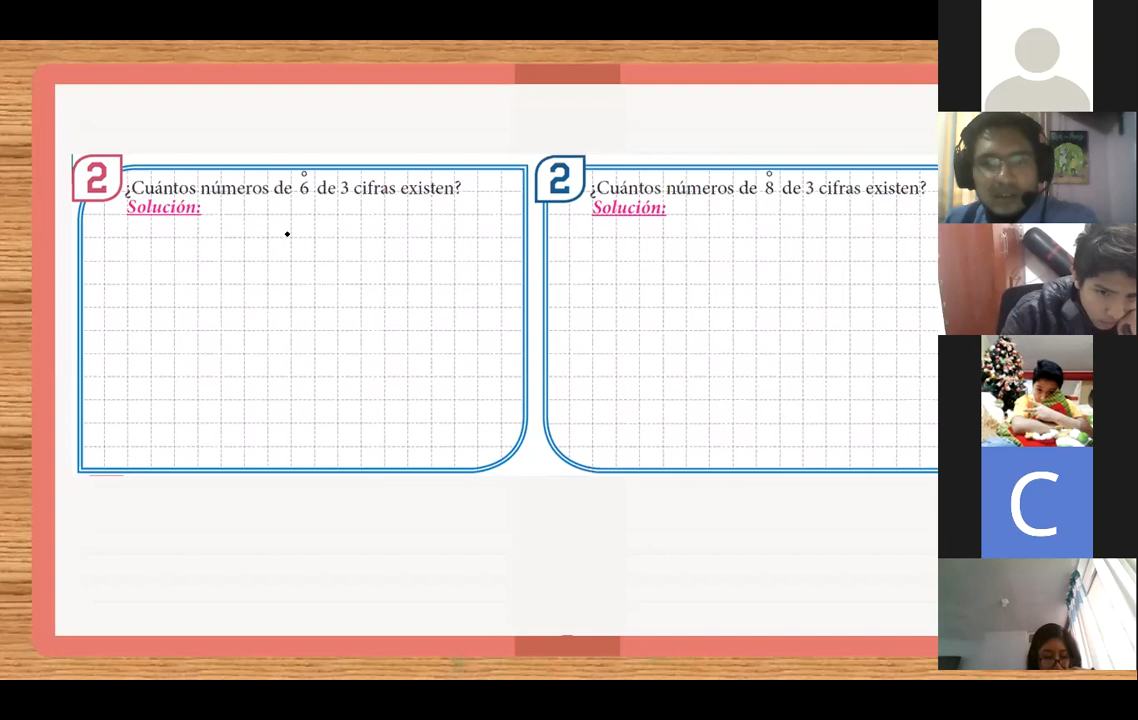 2
¿Cuántos números de 6̊ de 3 cifras existen?
Solución:
2
¿Cuántos números de 8̊ de 3 cifras existen?
Solución:
C